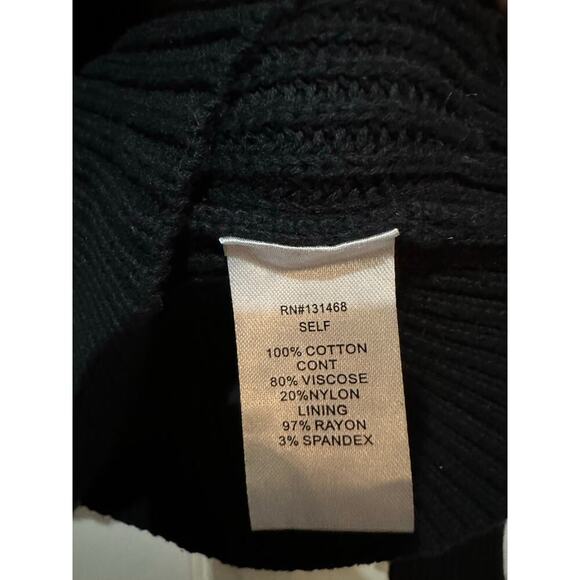 RN#131468
SELF
100% COTTON
CONT
80% VISCOSE
20%NYLON
LINING
97% RAYON
3% SPANDEX